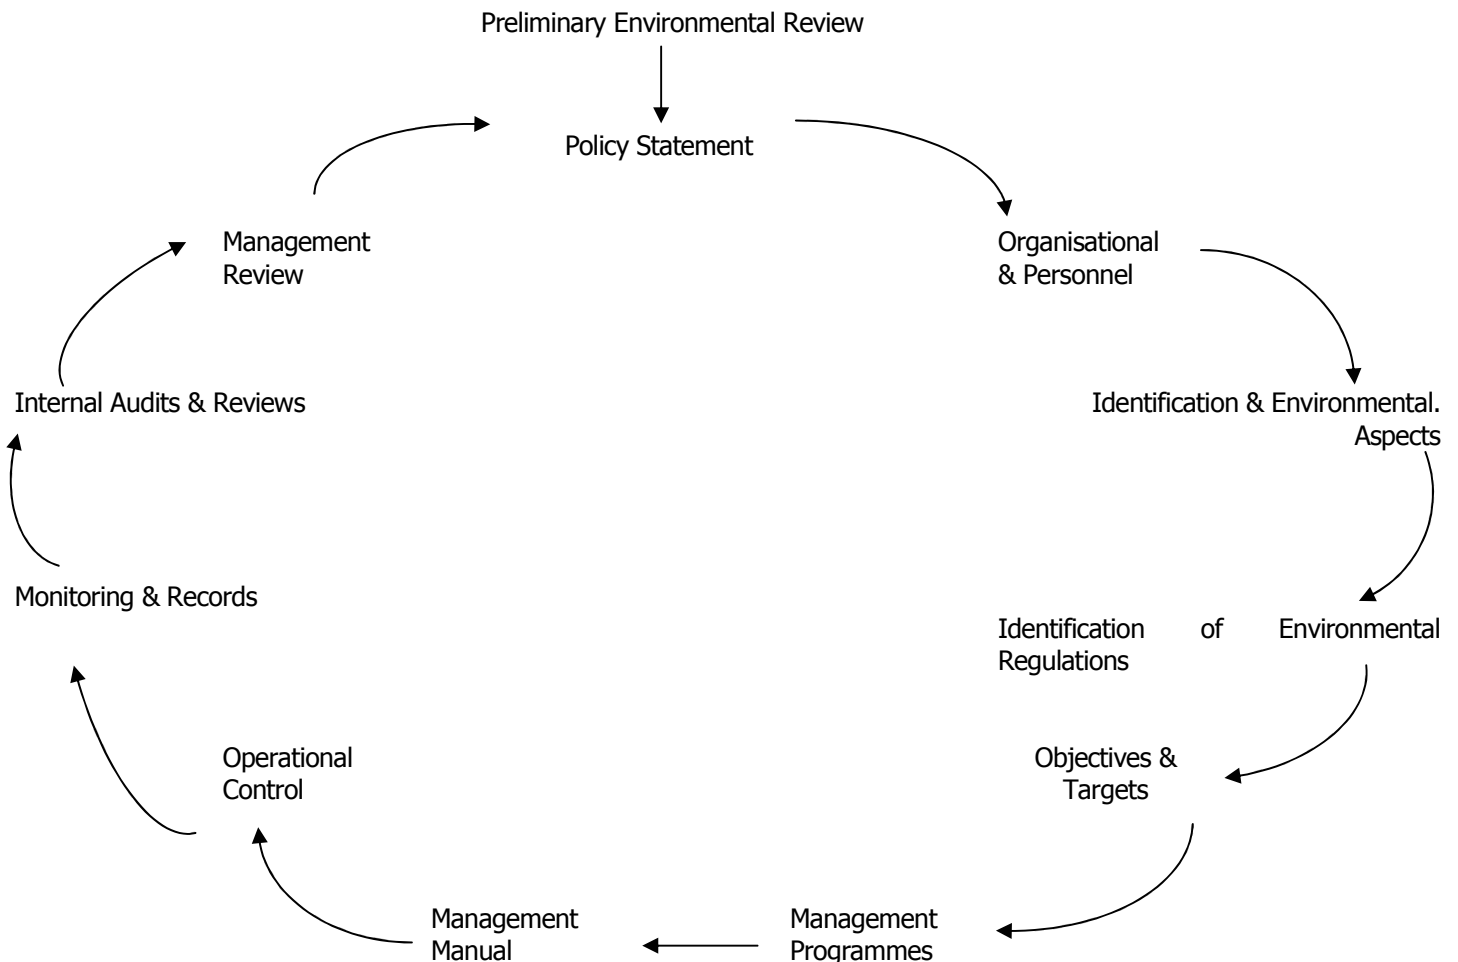 Preliminary Environmental Review
Policy Statement
Organisational
& Personnel
Identification & Environmental.
Aspects
Identification of Environmental
Regulations
Objectives &
Targets
Management
Programmes
Management
Manual
Operational
Control
Monitoring & Records
Internal Audits & Reviews
Management
Review